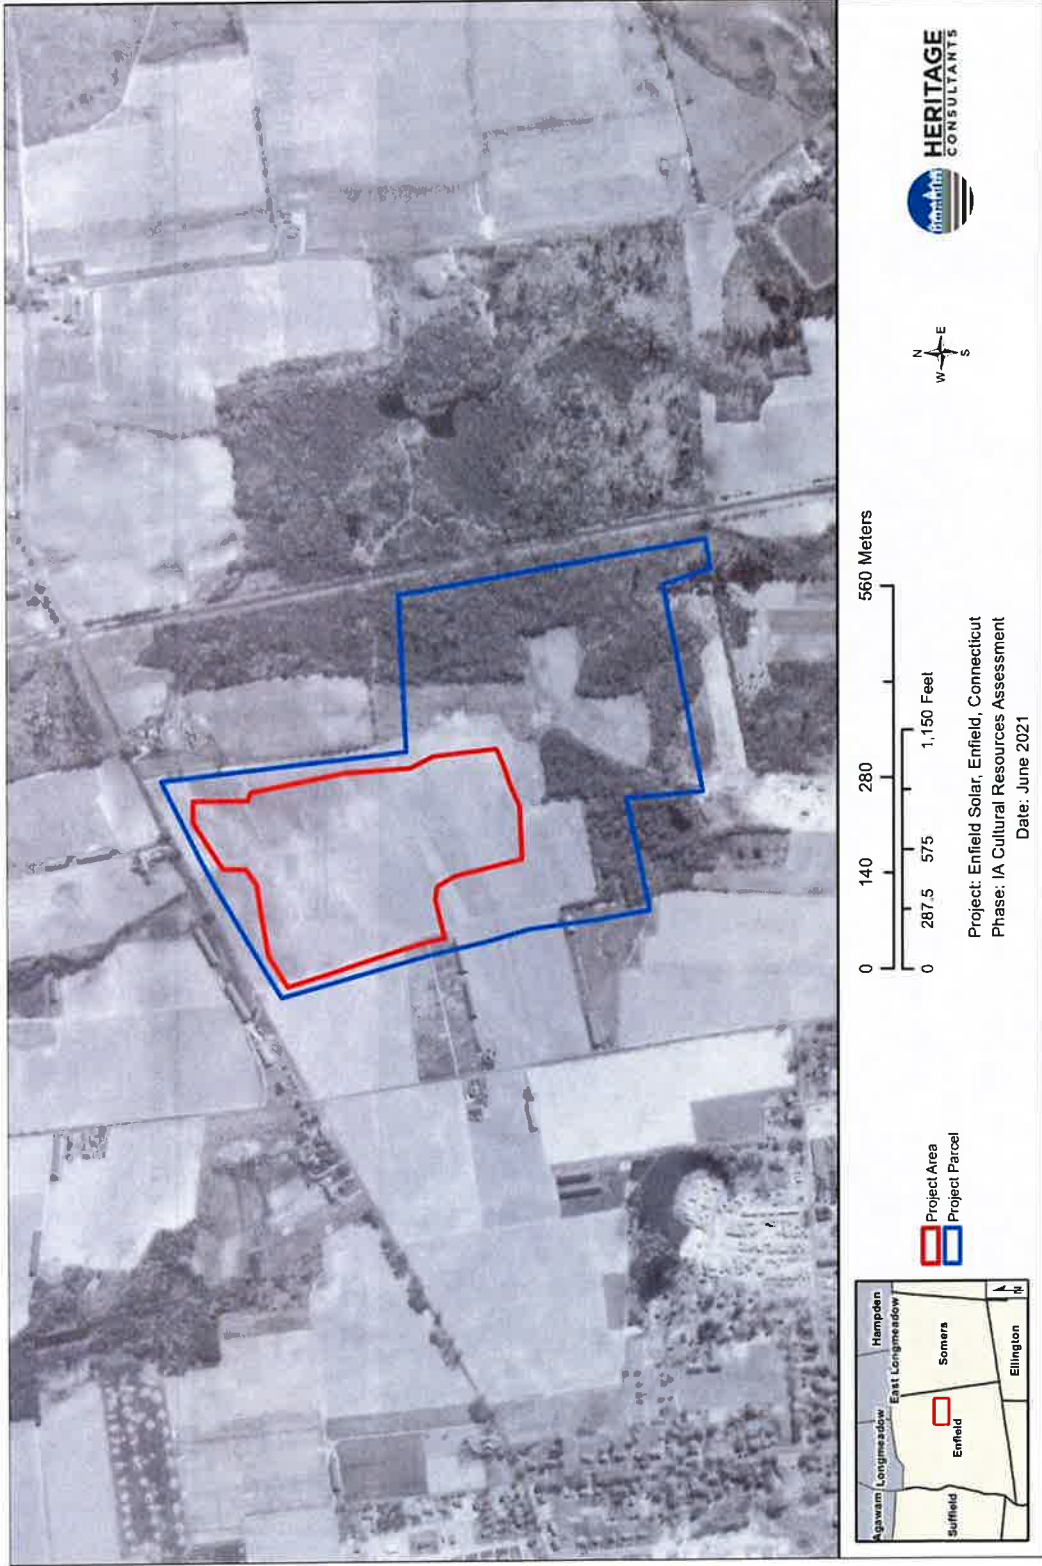 Agawam
Longmeadow
East Longmeadow
Hampden
Suffield
Enfield
Somers
Ellington
N
Project Area
Project Parcel
0 140 280 560 Meters
0 287.5 575 1,150 Feet
Project: Enfield Solar, Enfield, Connecticut
Phase: IA Cultural Resources Assessment
Date: June 2021
N
W E
S
HERITAGE
CONSULTANTS